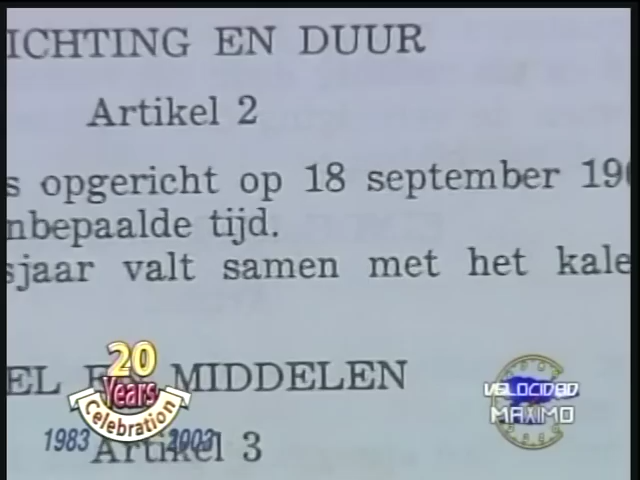 ICHTING EN DUUR
Artikel 2
s opgericht op 18 september 19
nbepaalde tijd.
sjaar valt samen met het kale
EL EN MIDDELEN
20
Years
Celebration
1983 2003
VELOCIDAD
MAXIMO
Artikel 3